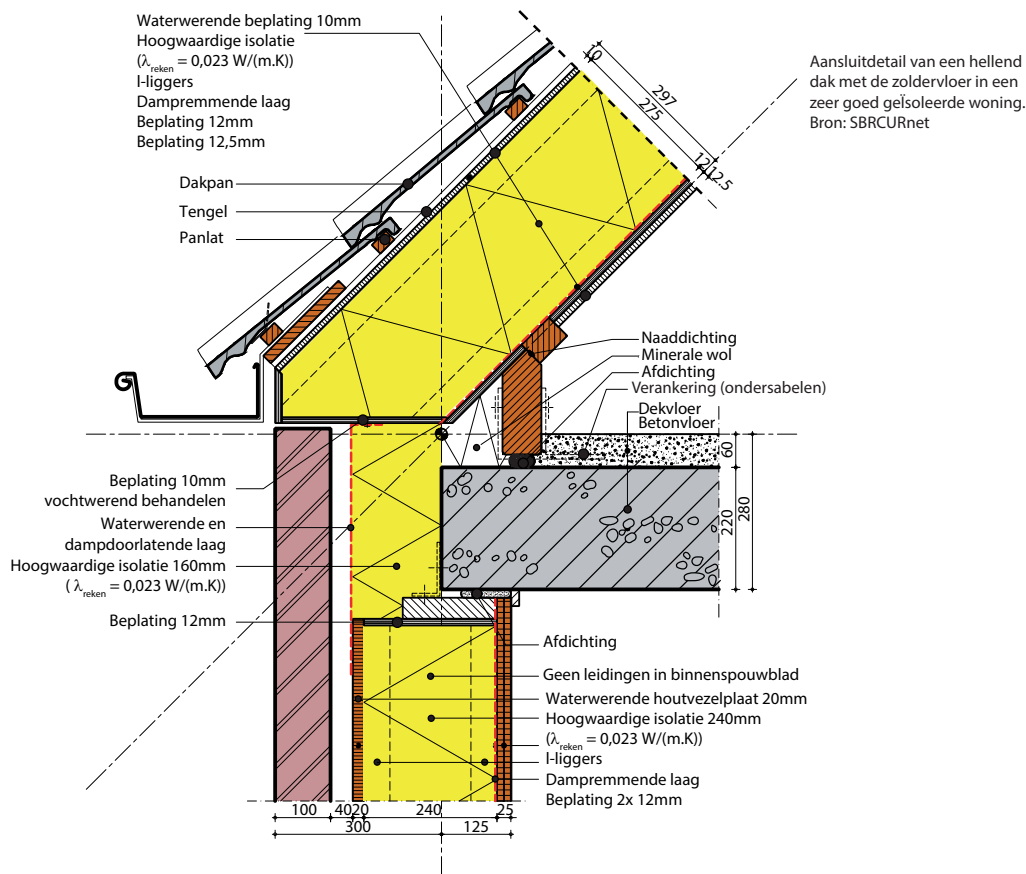 Waterwerende beplating 10mm
Hoogwaardige isolatie
(λreken = 0,023 W/(m.K))
I-liggers
Dampremmende laag
Beplating 12mm
Beplating 12,5mm
Dakpan
Tengel
Panlat
10
297
275
12
12.5
Aansluitdetail van een hellend
dak met de zoldervloer in een
zeer goed geÏsoleerde woning.
Bron: SBRCURnet
Naaddichting
Minerale wol
Afdichting
Verankering (ondersabelen)
Dekvloer
Betonvloer
60
220
280
Beplating 10mm
vochtwerend behandelen
Waterwerende en
dampdoorlatende laag
Hoogwaardige isolatie 160mm
( λreken = 0,023 W/(m.K))
Beplating 12mm
Afdichting
Geen leidingen in binnenspouwblad
Waterwerende houtvezelplaat 20mm
Hoogwaardige isolatie 240mm
(λreken = 0,023 W/(m.K))
I-liggers
Dampremmende laag
Beplating 2x 12mm
100 40 20 240 25
300 125